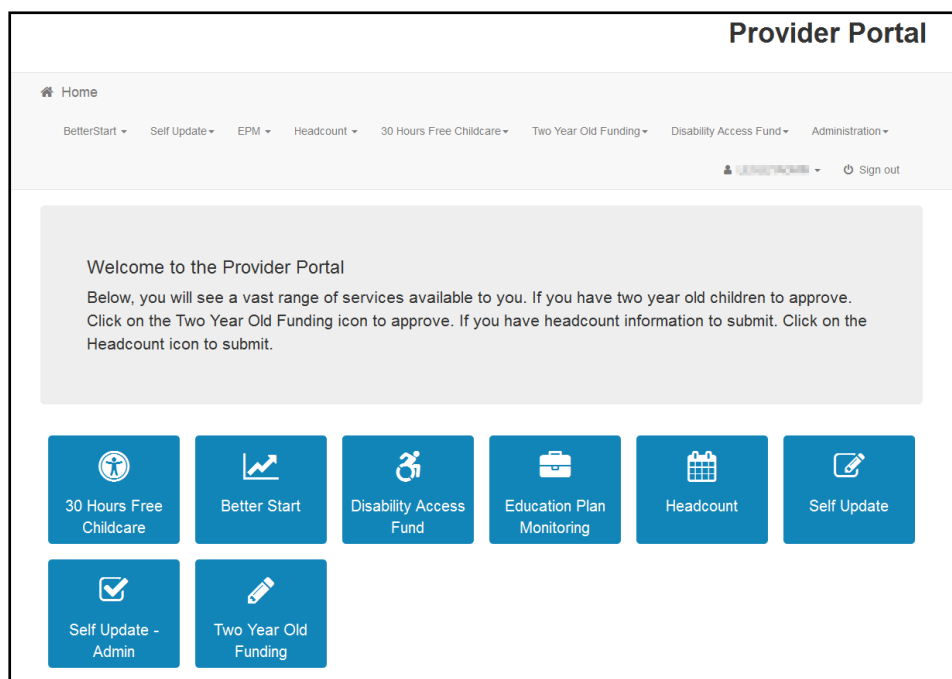 Provider Portal
Home
BetterStart Self Update EPM Headcount 30 Hours Free Childcare Two Year Old Funding Disability Access Fund Administration
Sign out
Welcome to the Provider Portal
Below, you will see a vast range of services available to you. If you have two year old children to approve.
Click on the Two Year Old Funding icon to approve. If you have headcount information to submit. Click on the
Headcount icon to submit.
30 Hours Free
Childcare
Better Start
Disability Access
Fund
Education Plan
Monitoring
Headcount
Self Update
Self Update -
Admin
Two Year Old
Funding